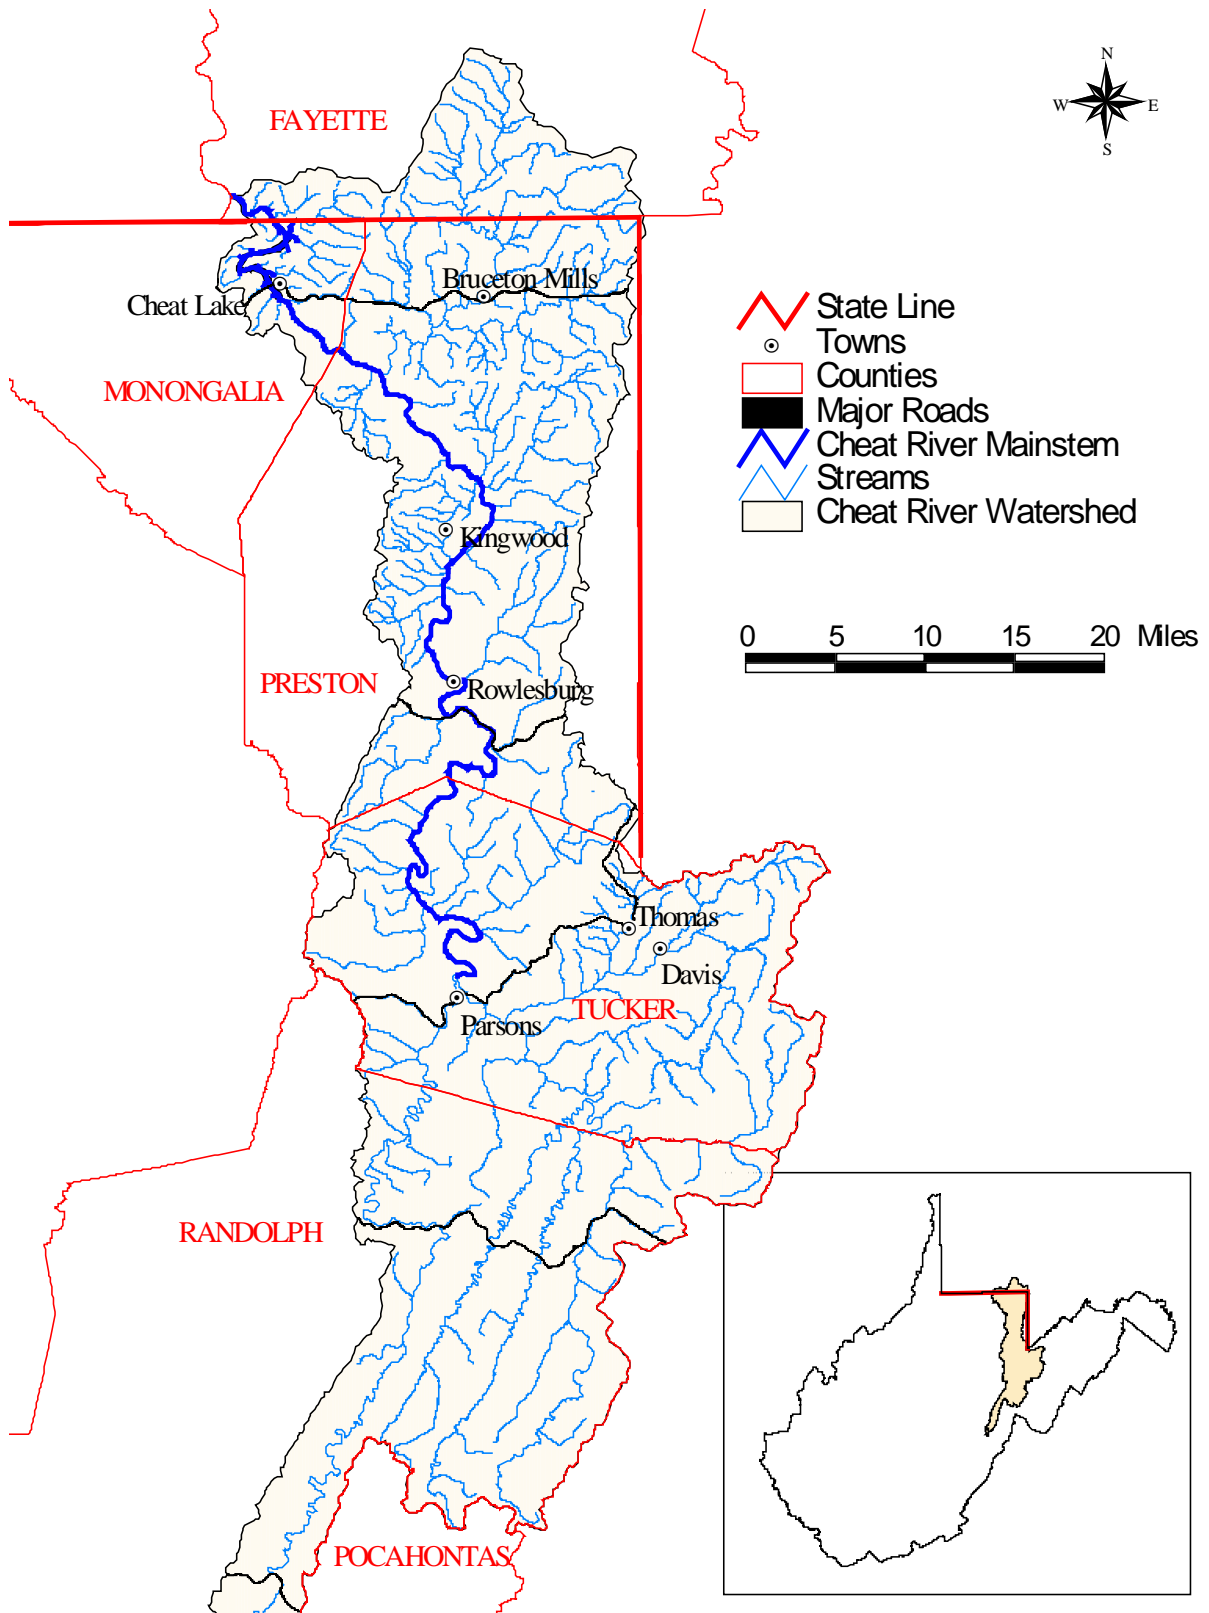 N
W E
S
FAYETTE
Bruceton Mills
Cheat Lake
MONONGALIA
State Line
Towns
Counties
Major Roads
Cheat River Mainstem
Streams
Cheat River Watershed
Kingwood
0 5 10 15 20 Miles
PRESTON
Rowlesburg
Thomas
Davis
TUCKER
Parsons
RANDOLPH
POCAHONTAS